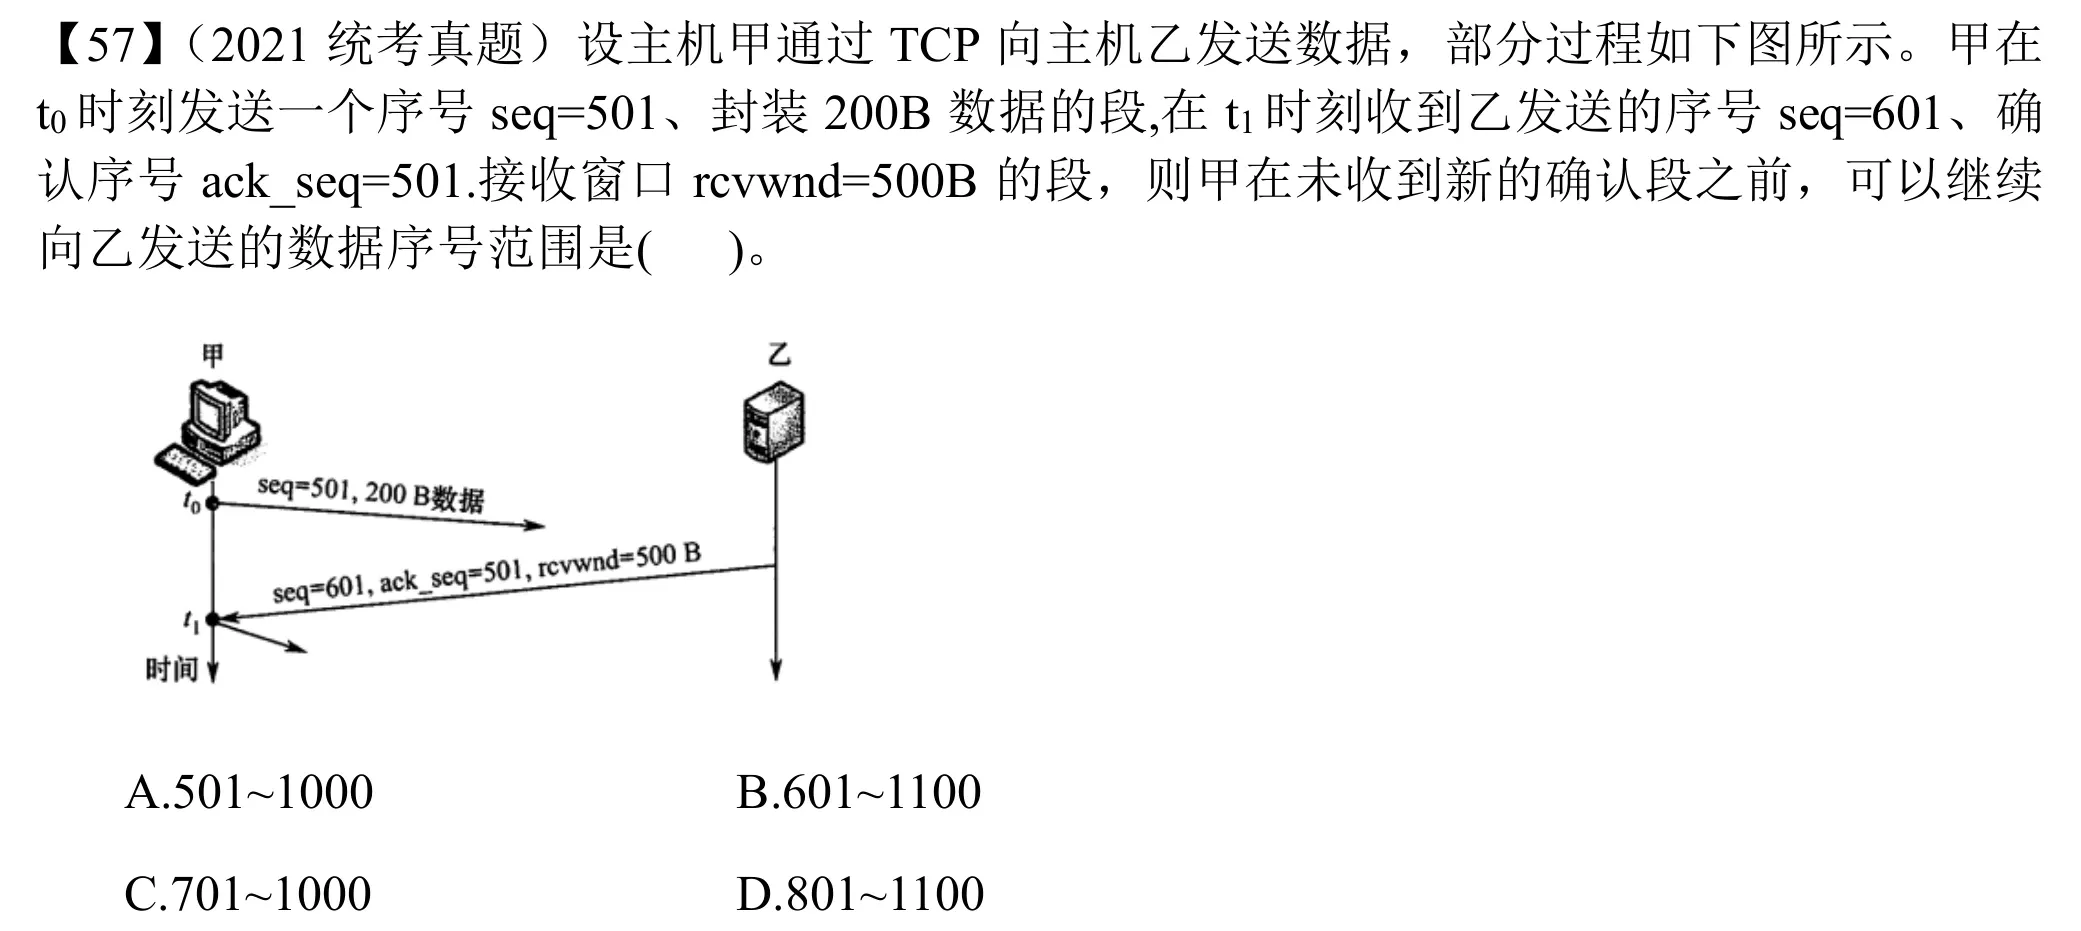 【57】(2021 统考真题）设主机甲通过 TCP 向主机乙发送数据，部分过程如下图所示。甲在
t0时刻发送一个序号 seq=501、封装 200B 数据的段,在 t1时刻收到乙发送的序号 seq=601、确
认序号 ack_seq=501.接收窗口 rcvwnd=500B 的段，则甲在未收到新的确认段之前，可以继续
向乙发送的数据序号范围是( )。
甲
乙
t0
seq=501, 200 B数据
seq=601, ack_seq=501, rcvwnd=500 B
t1
时间
A.501~1000
B.601~1100
C.701~1000
D.801~1100